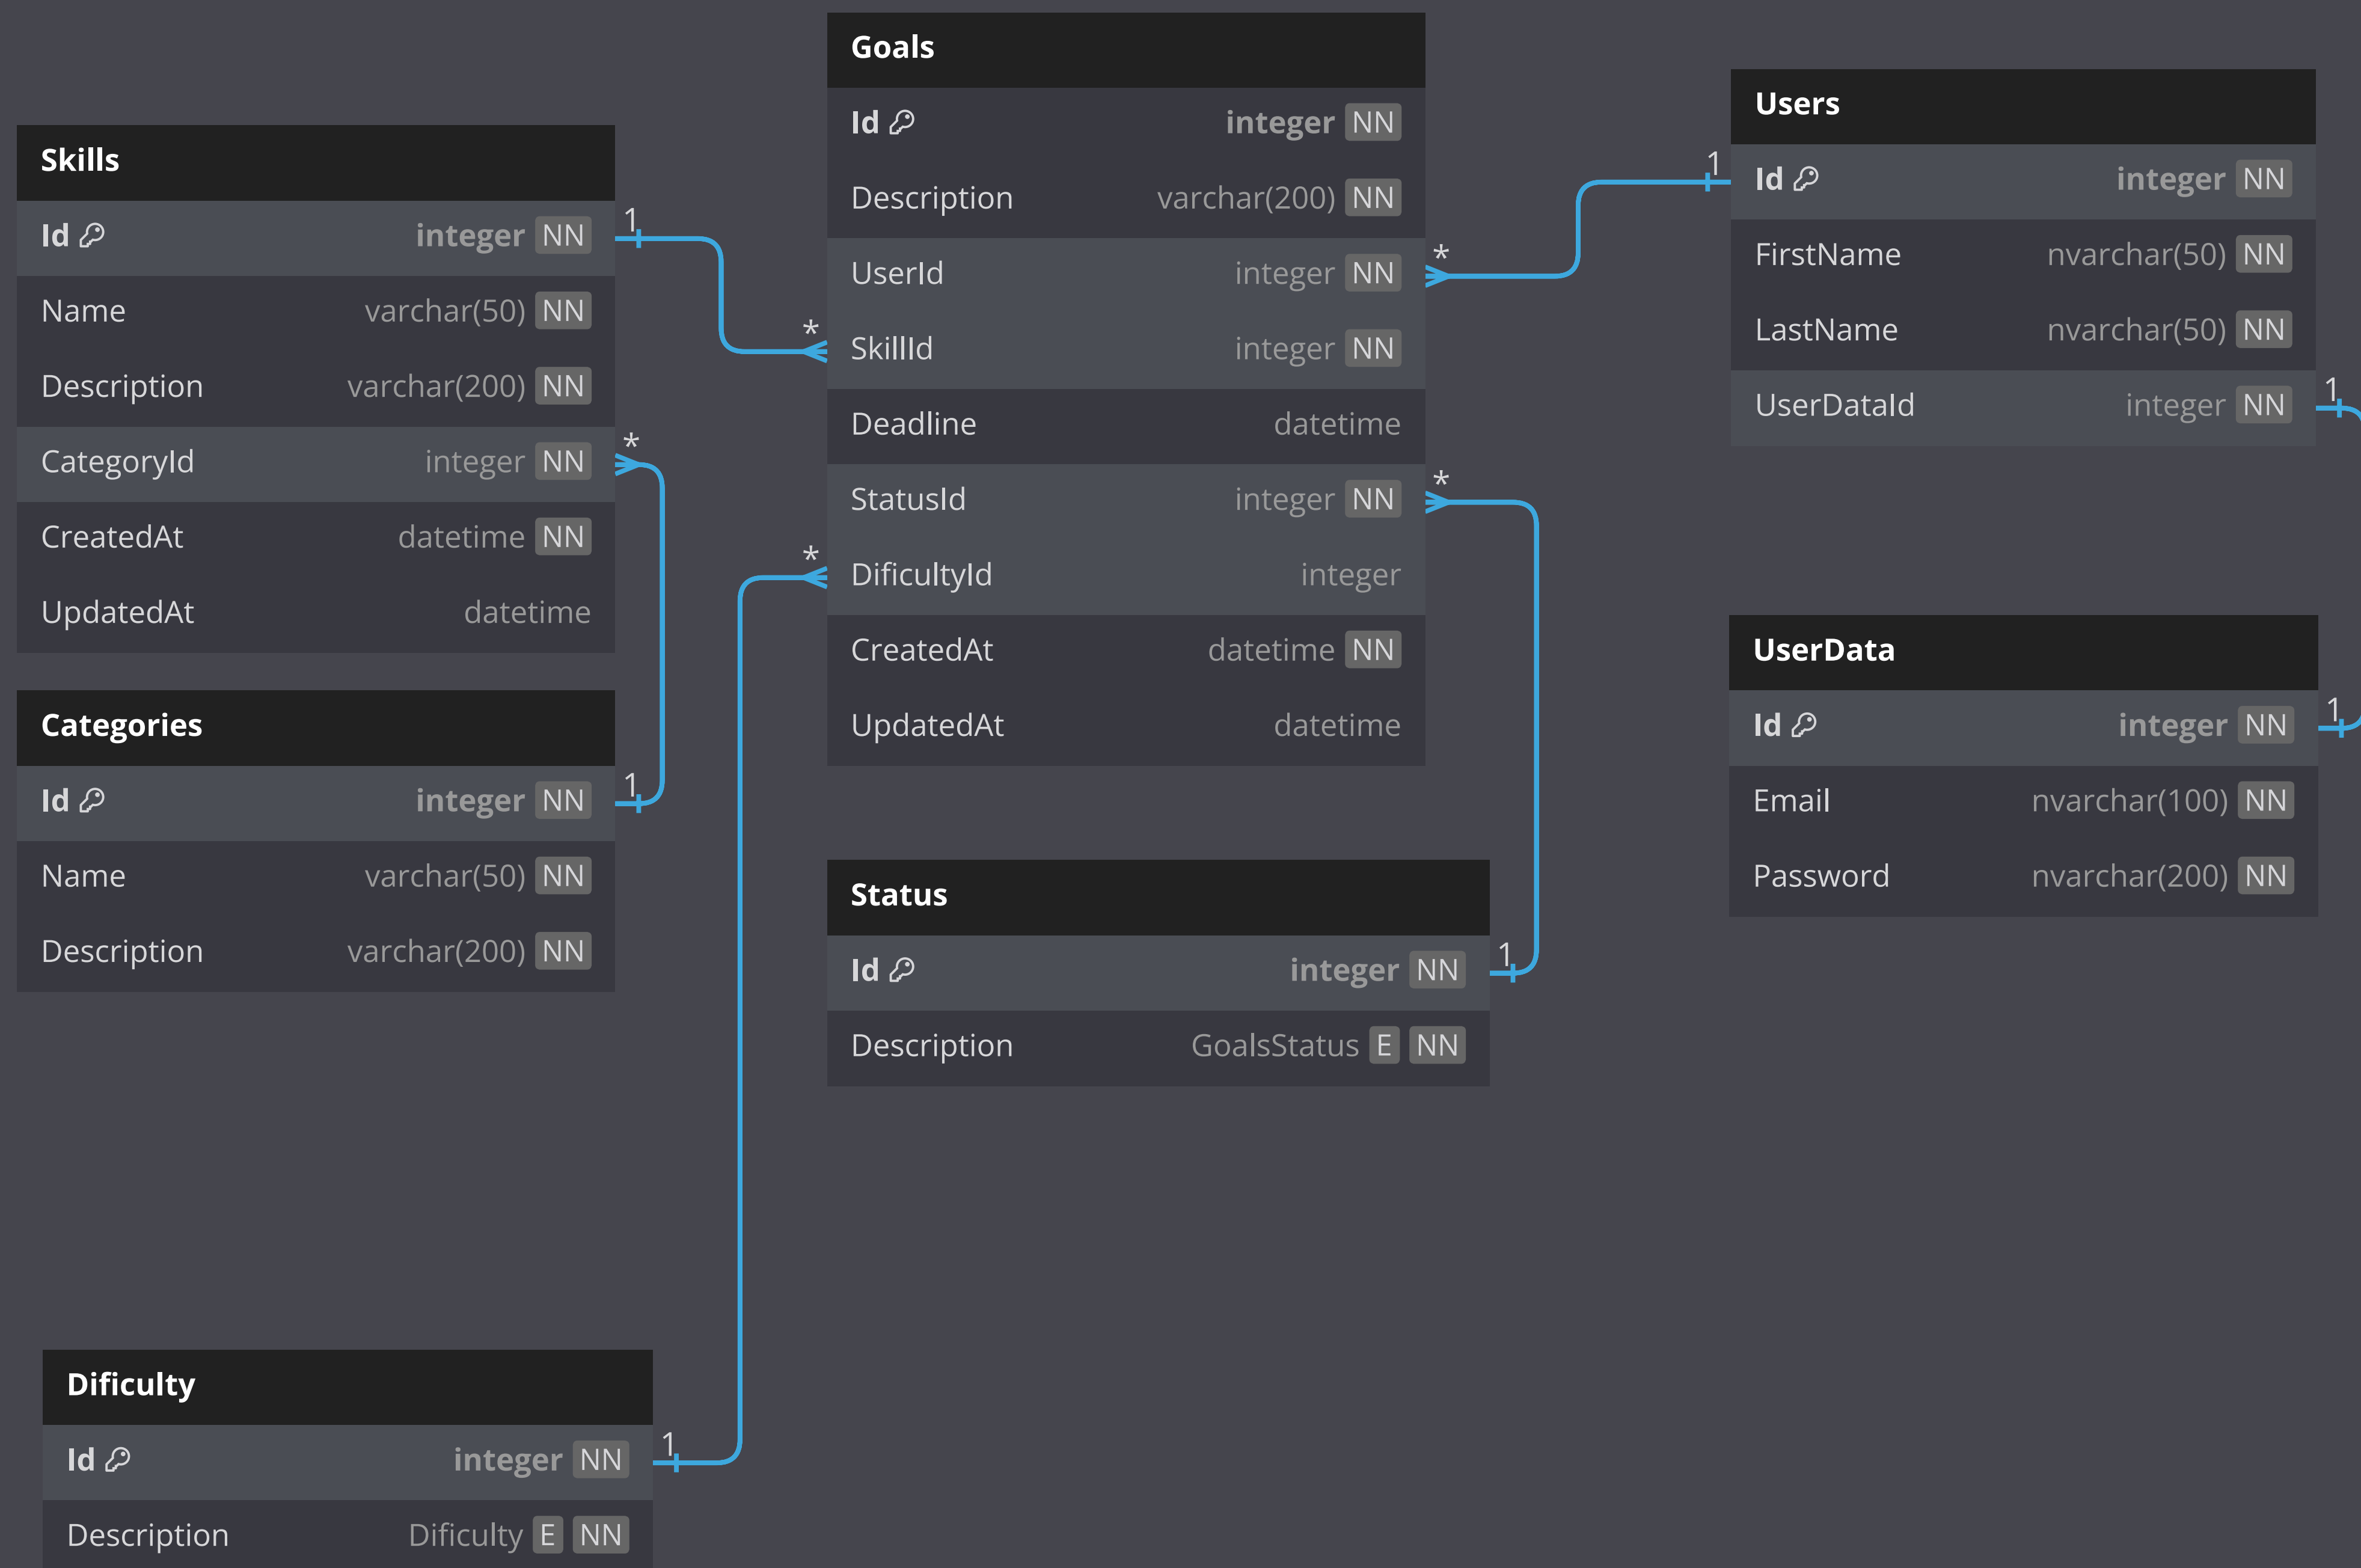 Skills
Id integer NN
Name varchar(50) NN
Description varchar(200) NN
CategoryId integer NN
CreatedAt datetime NN
UpdatedAt datetime
1
*
Categories
Id integer NN
Name varchar(50) NN
Description varchar(200) NN
1
Goals
Id integer NN
Description varchar(200) NN
UserId integer NN
SkillId integer NN
Deadline datetime
StatusId integer NN
DificultyId integer
CreatedAt datetime NN
UpdatedAt datetime
*
*
*
*
Status
Id integer NN
Description GoalsStatus E NN
1
Users
Id integer NN
FirstName nvarchar(50) NN
LastName nvarchar(50) NN
UserDataId integer NN
1
1
UserData
Id integer NN
Email nvarchar(100) NN
Password nvarchar(200) NN
1
Dificulty
Id integer NN
Description Dificulty E NN
1